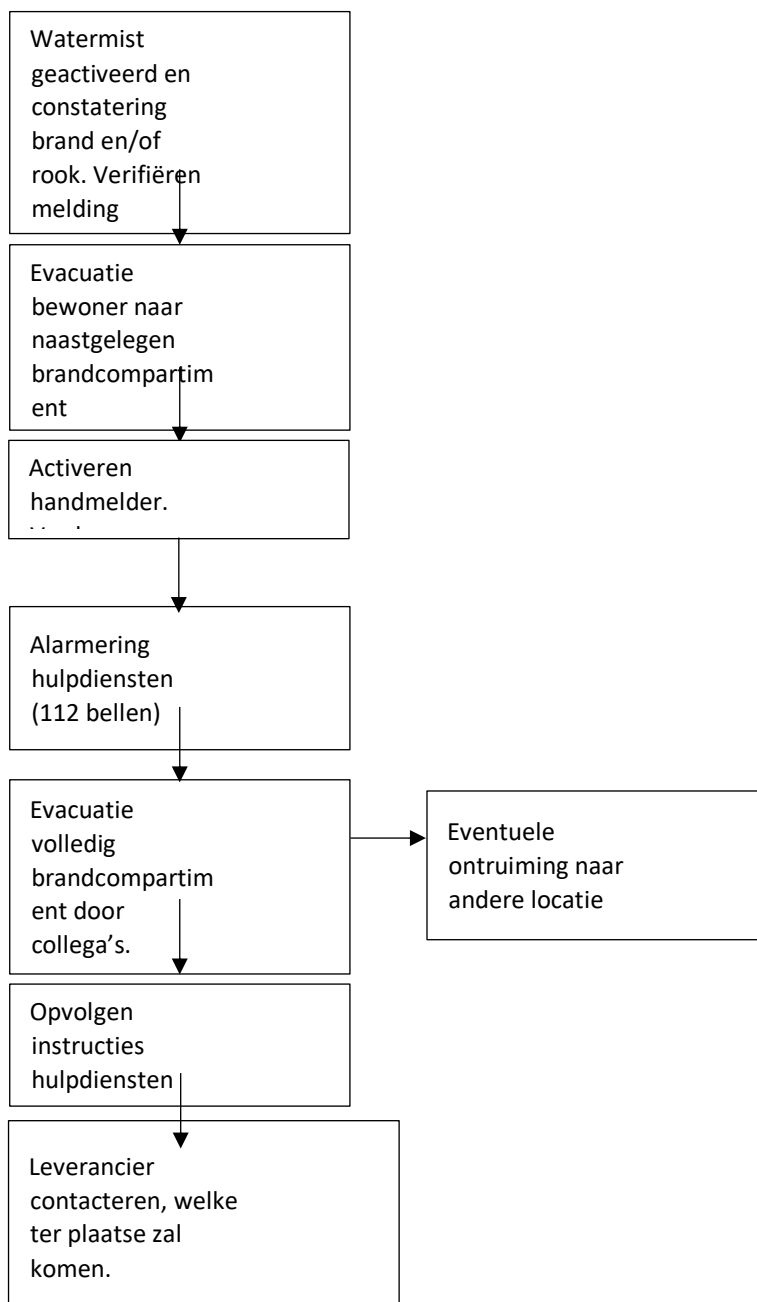 Watermist
geactiveerd en
constatering
brand en/of
rook. Verifiëren
melding
Evacuatie
bewoner naar
naastgelegen
brandcompartim
ent
Activeren
handmelder.
Alarmering
hulpdiensten
(112 bellen)
Evacuatie
volledig
brandcompartim
ent door
collega's.
Eventuele
ontruiming naar
andere locatie
Opvolgen
instructies
hulpdiensten
Leverancier
contacteren, welke
ter plaatse zal
komen.